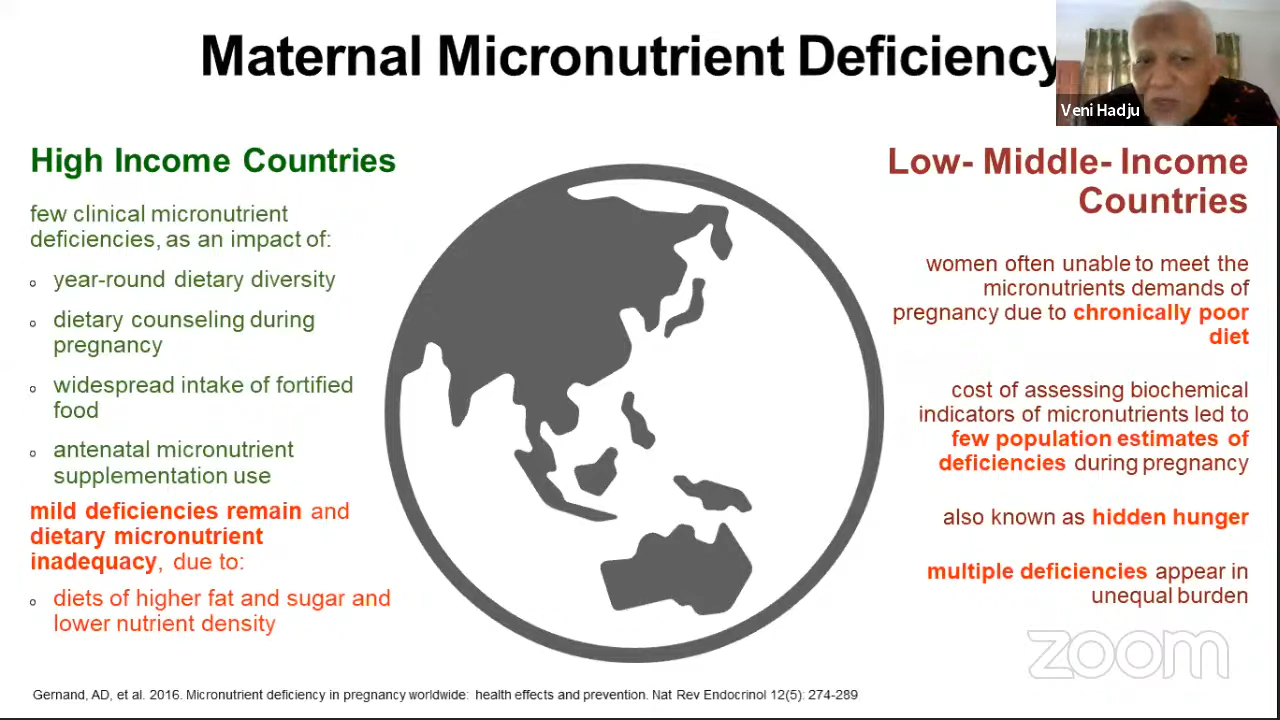 Maternal Micronutrient Deficiency
Veni Hadju
High Income Countries
few clinical micronutrient
deficiencies, as an impact of:
year-round dietary diversity
dietary counseling during
pregnancy
widespread intake of fortified
food
antenatal micronutrient
supplementation use
mild deficiencies remain and
dietary micronutrient
inadequacy, due to:
diets of higher fat and sugar and
lower nutrient density
Low- Middle- Income
Countries
women often unable to meet the
micronutrients demands of
pregnancy due to chronically poor
diet
cost of assessing biochemical
indicators of micronutrients led to
few population estimates of
deficiencies during pregnancy
also known as hidden hunger
multiple deficiencies appear in
unequal burden
zoom
Gernand, AD, et al. 2016. Micronutrient deficiency in pregnancy worldwide: health effects and prevention. Nat Rev Endocrinol 12(5): 274-289